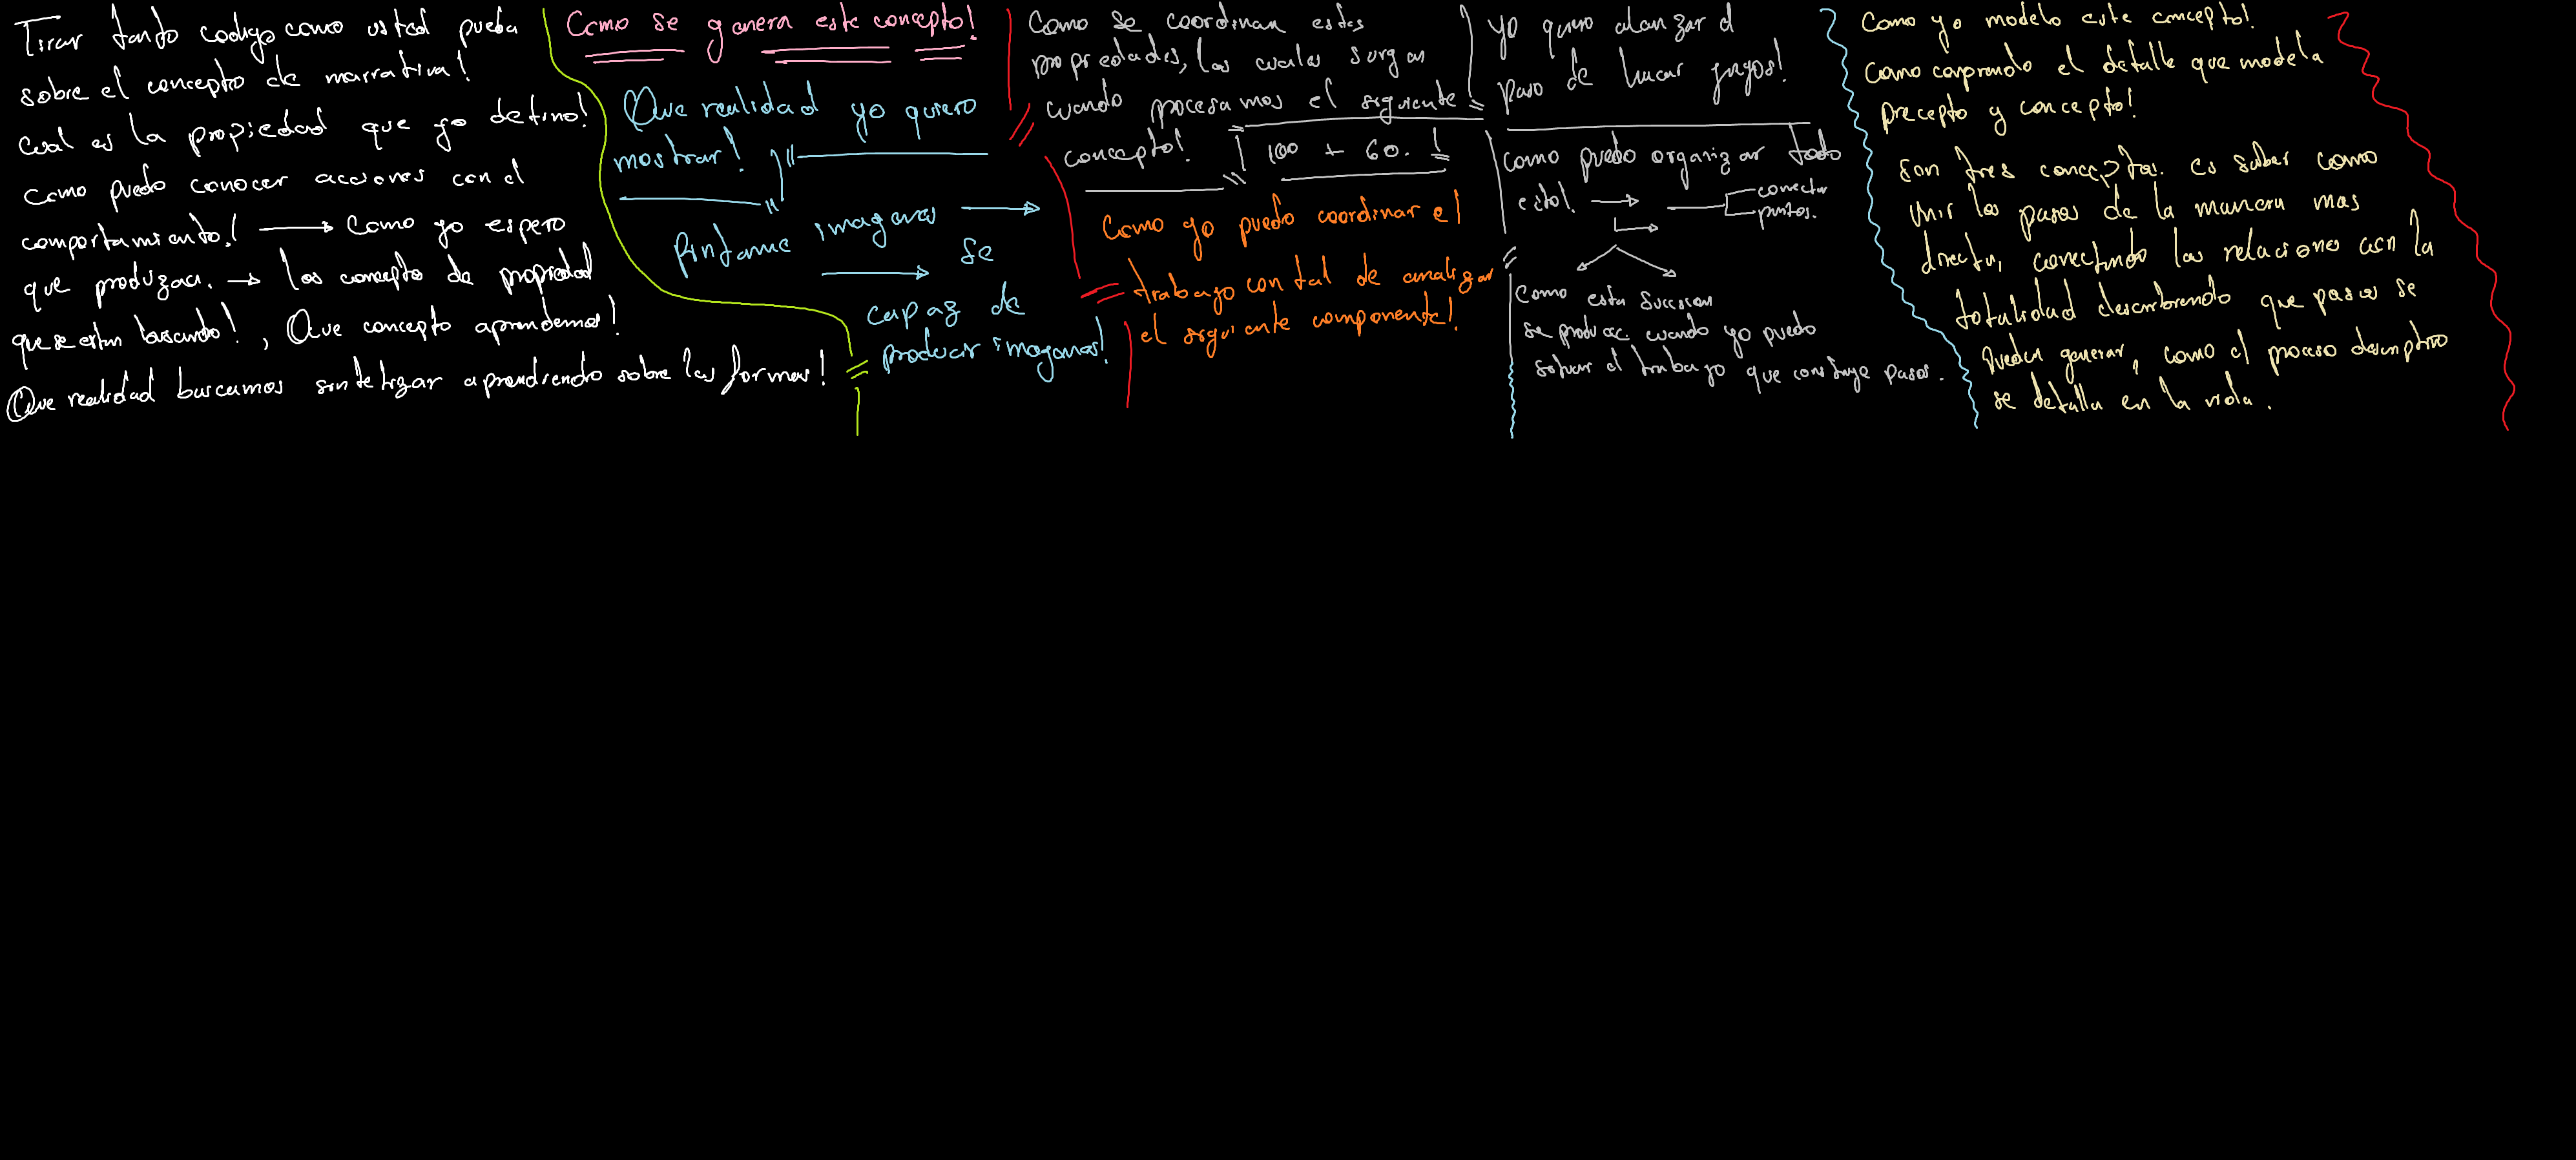 Tirar tanto codigo como usted pueda
sobre el concepto de narrativa!
Cual es la propiedad que yo defino!
Como puedo conocer acciones con el
comportamiento! → Como yo espero
que produzcan. → los concepto de propiedad
que se estan buscando!, Que concepto aprendemos!
Que realidad buscamos sintetizar aprendiendo sobre las formas!
Como se genera este concepto!
Que realidad yo quiero
mostrar!
Pintame imagenes →
→ Se
capaz de
producir imagenes!
Como se coordinan estas
propiedades, las cuales surgen
cuando procesamos el siguiente
concepto! 100 + 60.!
Como yo puedo coordinar el
trabajo con tal de analizar
el siguiente componente!
yo quiero alcanzar el
paso de hacer juegos!
como puedo organizar todo
esto! → conectar
puntos.
Como esta sucesion
se produce. cuando yo puedo
el trabajo que construye pasos.
Como yo modelo este concepto!
Como comprendo el detalle que modela
precepto y concepto!
Son tres conceptos. es saber como
unir los pasos de la manera mas
directa, conectando las relaciones con la
totalidad descubriendo que pasos se
pueden generar, como el proceso descriptivo
se detalla en la vida.